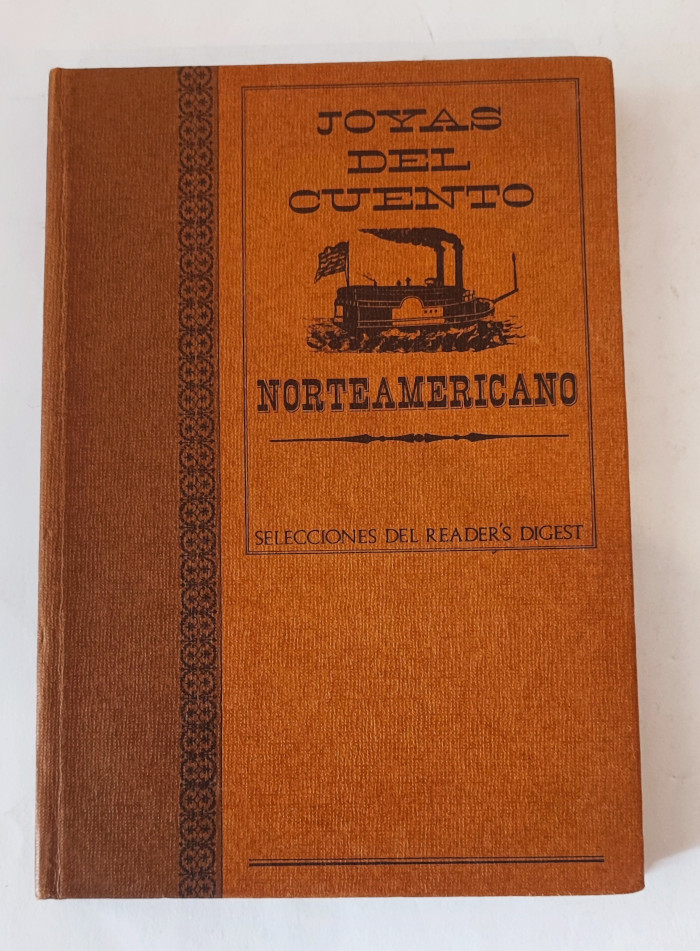 JOYAS
DEL
CUENTO
NORTEAMERICANO
SELECCIONES DEL READER'S DIGEST